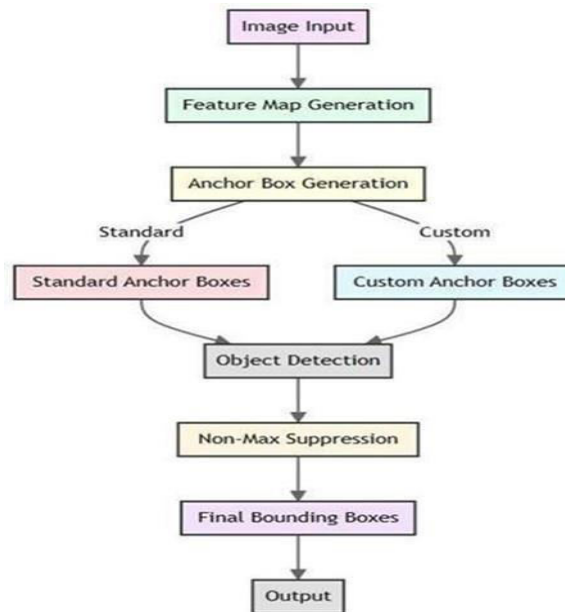 Image Input
Feature Map Generation
Anchor Box Generation
Standard
Custom
Standard Anchor Boxes
Custom Anchor Boxes
Object Detection
Non-Max Suppression
Final Bounding Boxes
Output